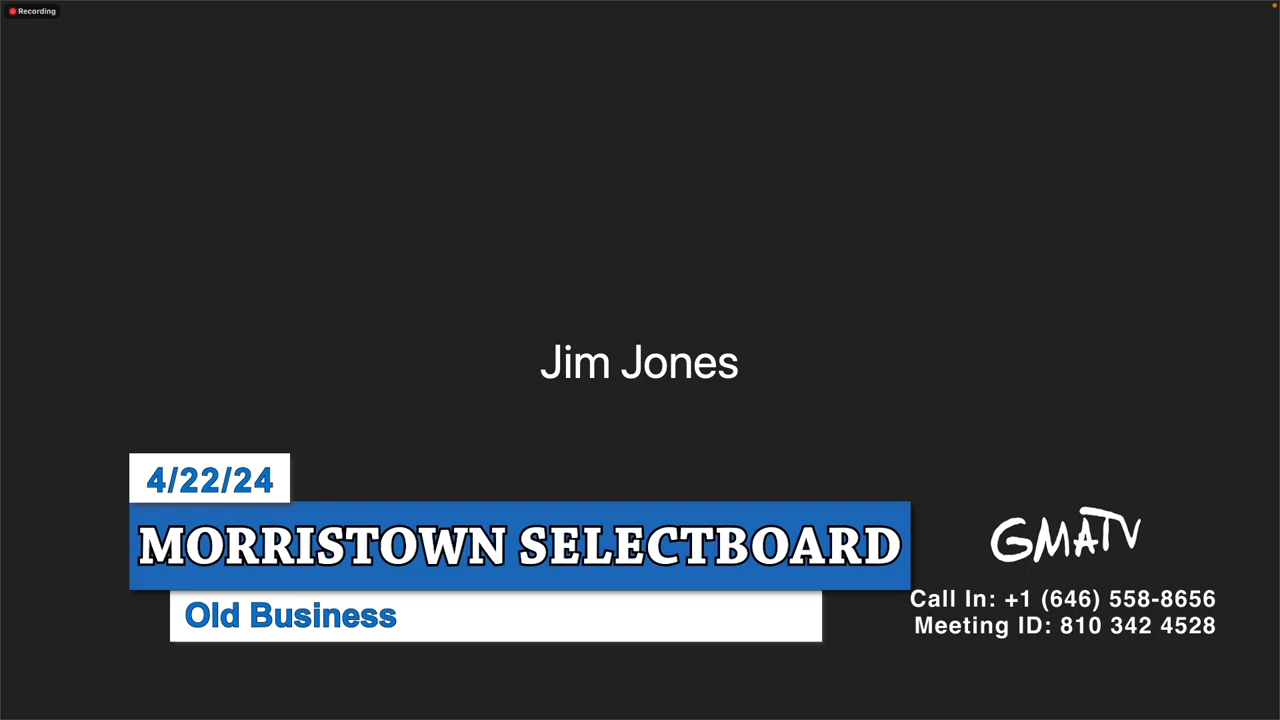 Recording
Jim Jones
4/22/24
MORRISTOWN SELECTBOARD
Old Business
GMATV
Call In: +1 (646) 558-8656
Meeting ID: 810 342 4528